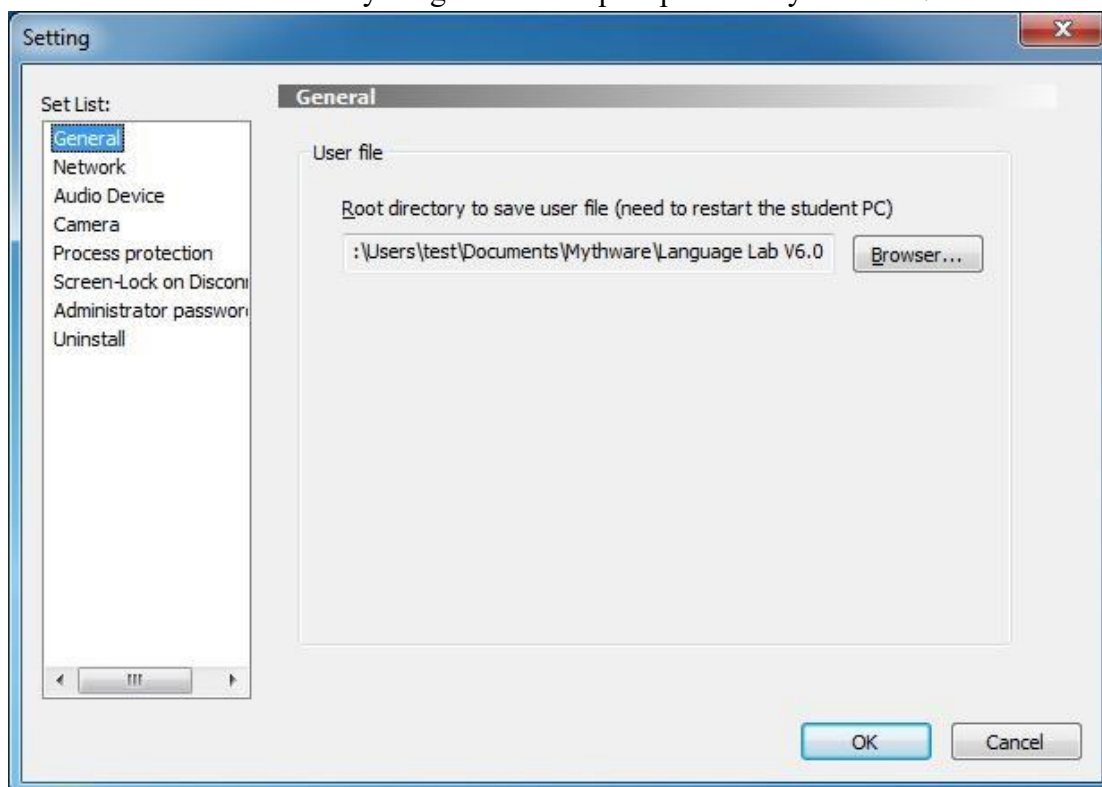 Setting
Set List:
General
Network
Audio Device
Camera
Process protection
Screen-Lock on Disconn
Administrator passwor
Uninstall
General
User file
Root directory to save user file (need to restart the student PC)
:\Users\test\Documents\Mythware\Language Lab V6.0
Browser...
OK
Cancel